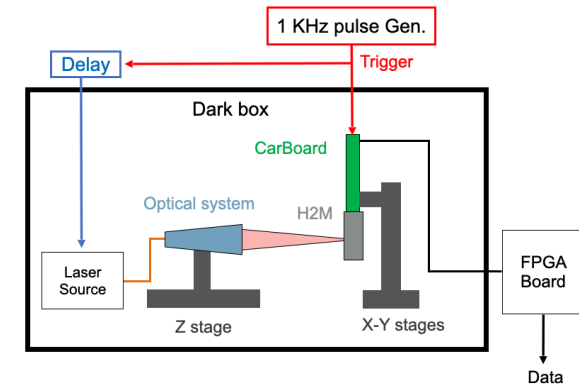 1 KHz pulse Gen.
Delay
Trigger
Dark box
CarBoard
Optical system
H2M
Laser
Source
FPGA
Board
Z stage
X-Y stages
Data